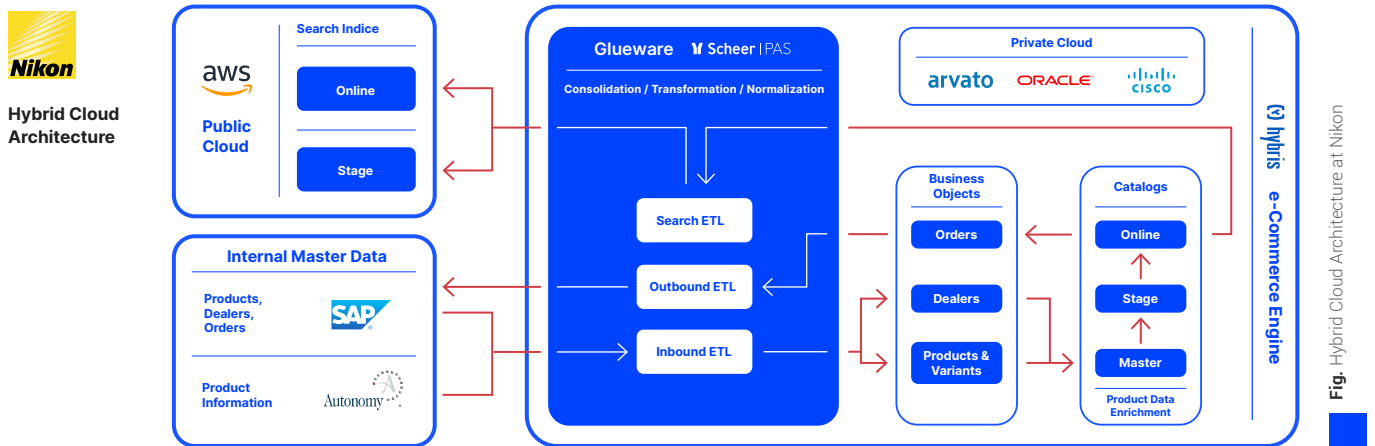 Nikon
Hybrid Cloud
Architecture
aws
Public
Cloud
Search Indice
Online
Stage
Internal Master Data
Products,
Dealers,
Orders
SAP
®
Product
Information
Autonomy
Glueware
Scheer | PAS
Consolidation / Transformation / Normalization
Search ETL
Outbound ETL
Inbound ETL
Private Cloud
arvato
ORACLE
CISCO
Business
Objects
Orders
Dealers
Products &
Variants
Catalogs
Online
Stage
Master
Product Data
Enrichment
(y) hybris e-Commerce Engine
Fig. Hybrid Cloud Architecture at Nikon